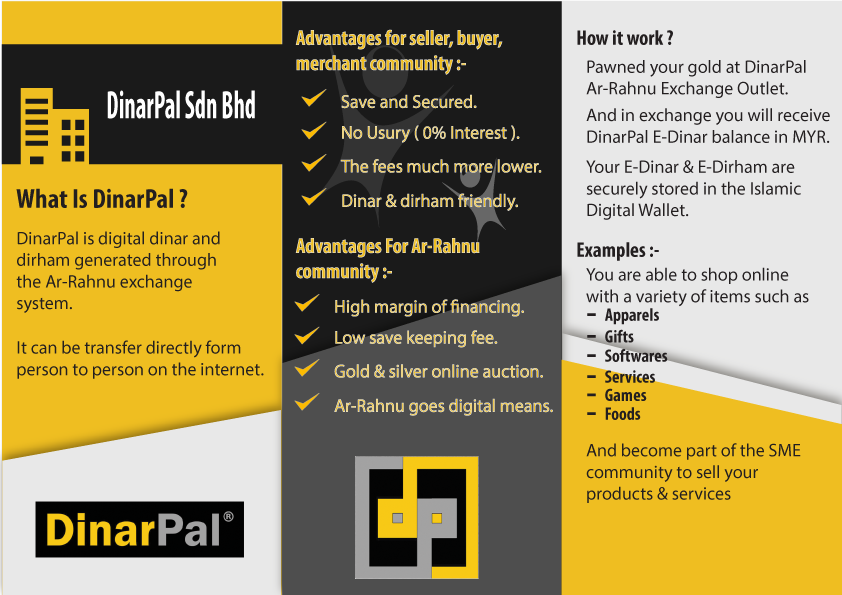 DinarPal Sdn Bhd
What Is DinarPal ?
DinarPal is digital dinar and
dirham generated through
the Ar-Rahnu exchange
system.
It can be transfer directly form
person to person on the internet.
DinarPal®
Advantages for seller, buyer,
merchant community :-
Save and Secured.
No Usury ( 0% Interest ).
The fees much more lower.
Dinar & dirham friendly.
Advantages For Ar-Rahnu
community :-
High margin of financing.
Low save keeping fee.
Gold & silver online auction.
Ar-Rahnu goes digital means.
How it work ?
Pawned your gold at DinarPal
Ar-Rahnu Exchange Outlet.
And in exchange you will receive
DinarPal E-Dinar balance in MYR.
Your E-Dinar & E-Dirham are
securely stored in the Islamic
Digital Wallet.
Examples :-
You are able to shop online
with a variety of items such as
– Apparels
– Gifts
– Softwares
– Services
– Games
– Foods
And become part of the SME
community to sell your
products & services